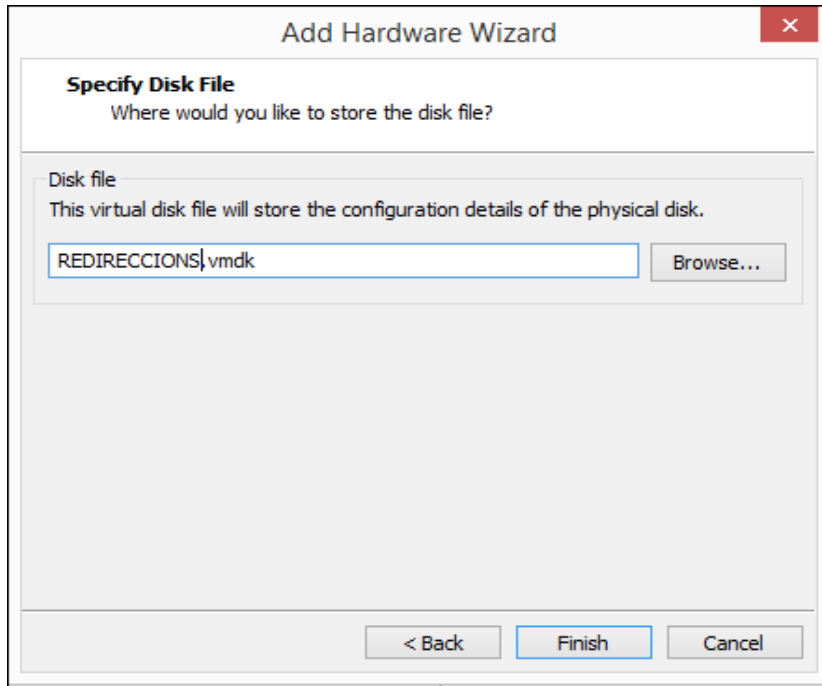 Add Hardware Wizard
Specify Disk File
Where would you like to store the disk file?
Disk file
This virtual disk file will store the configuration details of the physical disk.
REDIRECCIONS.vmdk
Browse...
< Back
Finish
Cancel